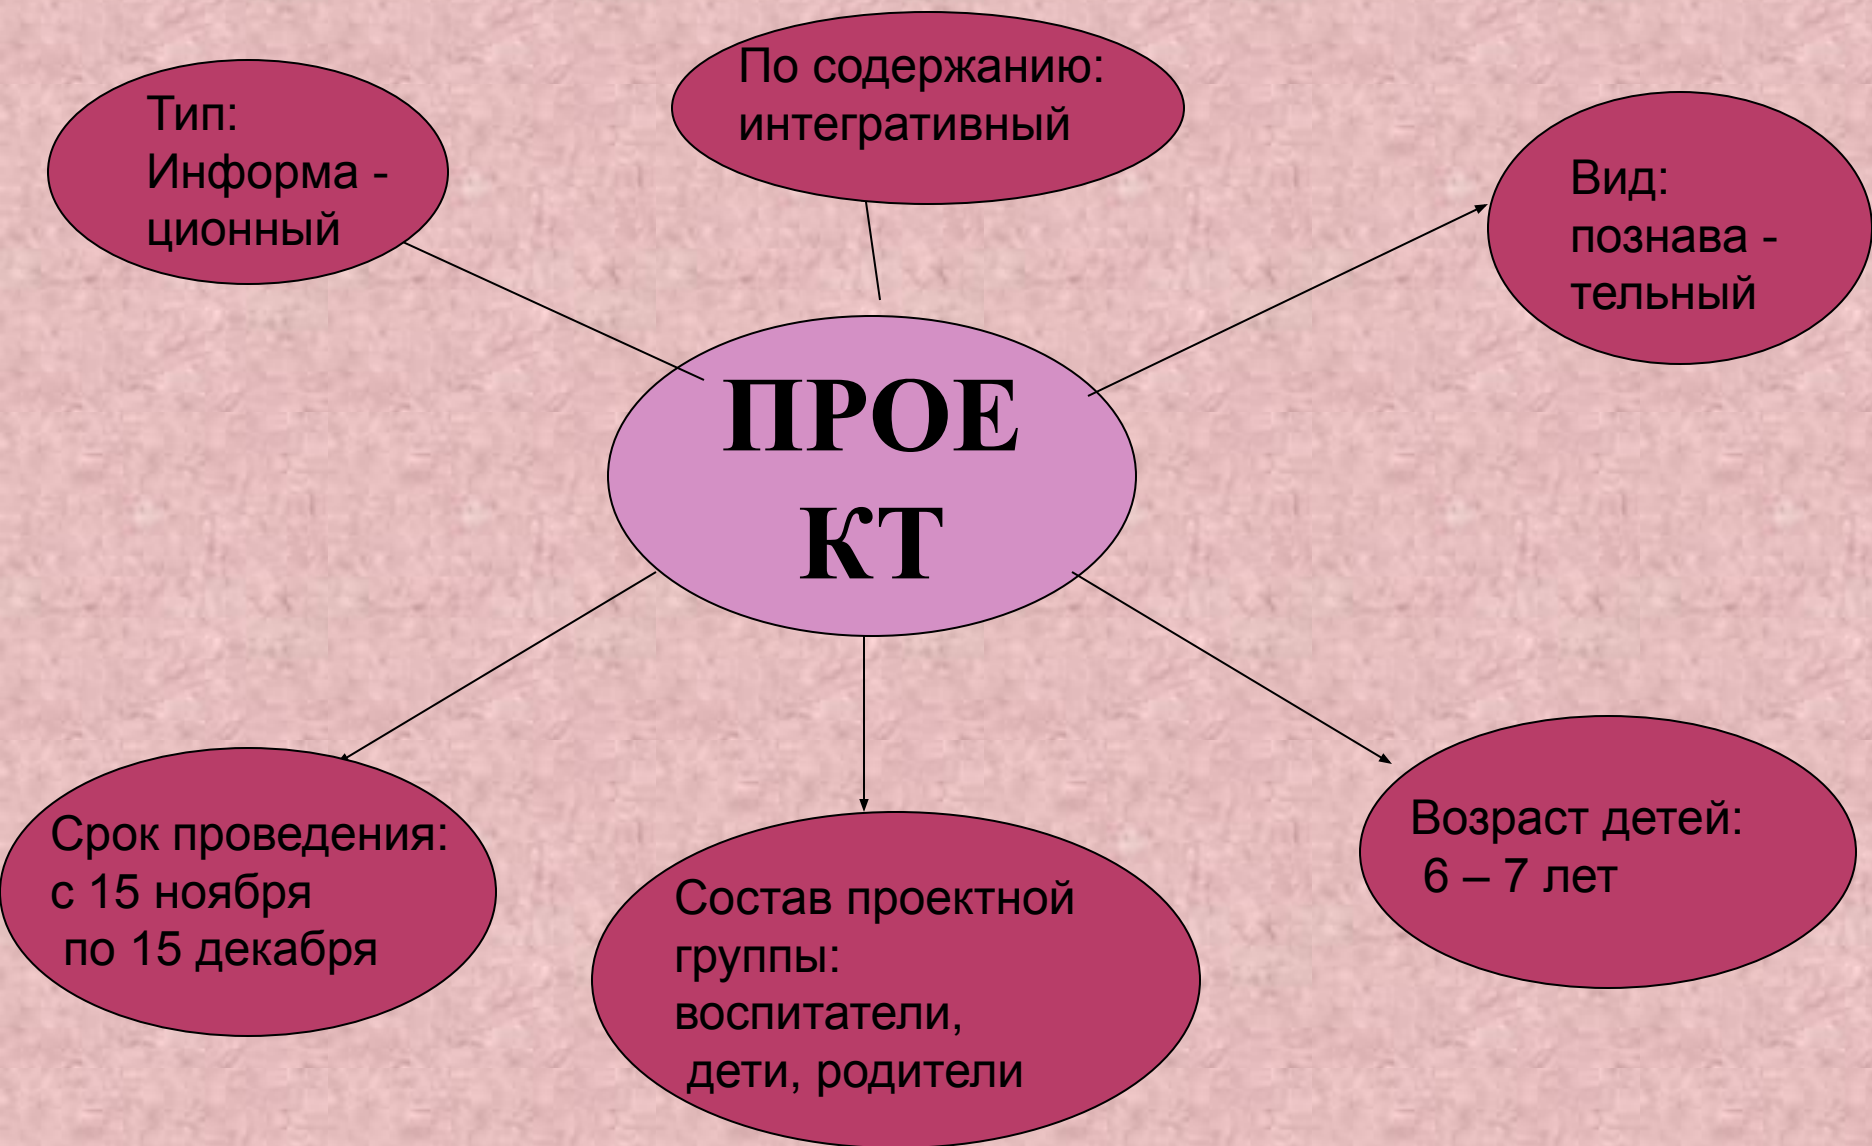 Тип:
Информа -
ционный
По содержанию:
интегративный
Вид:
познава -
тельный
ПРОЕ
КТ
Срок проведения:
с 15 ноября
по 15 декабря
Состав проектной
группы:
воспитатели,
дети, родители
Возраст детей:
6 – 7 лет